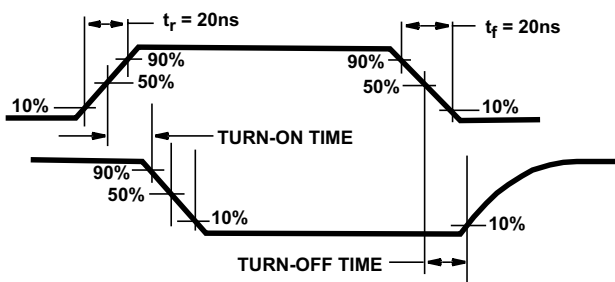 tr = 20ns
tf = 20ns
90%
50%
10%
90%
50%
10%
TURN-ON TIME
90%
50%
10%
10%
TURN-OFF TIME